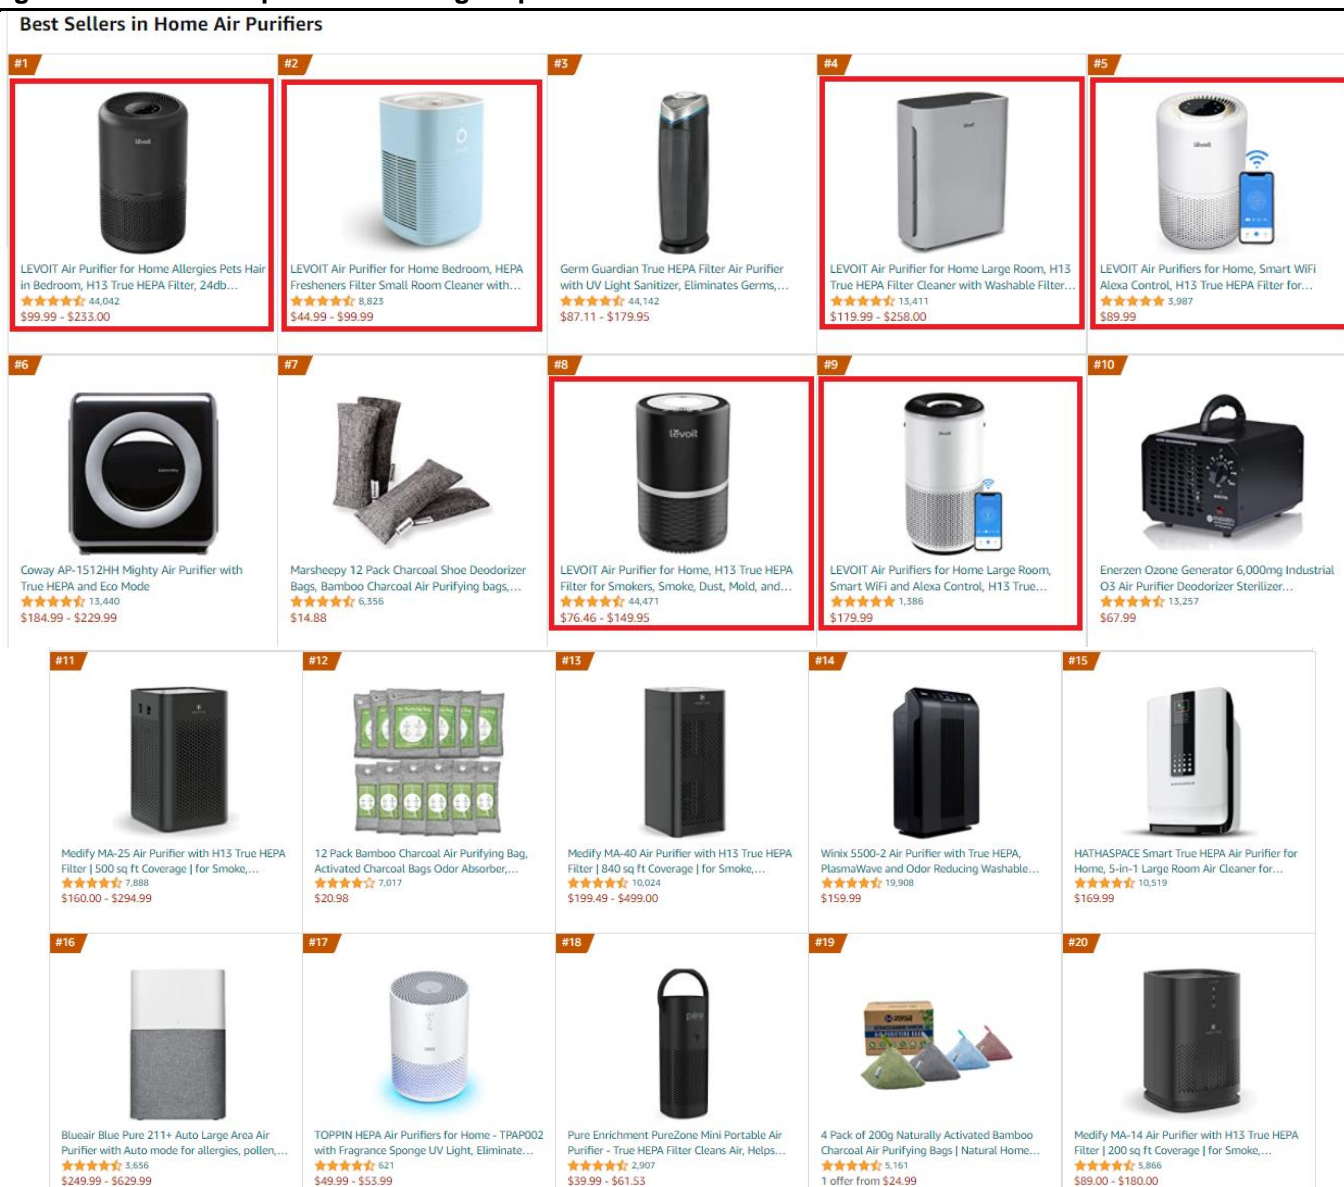 Best Sellers in Home Air Purifiers
#1
LEVOIT Air Purifier for Home Allergies Pets Hair
in Bedroom, H13 True HEPA Filter, 24db...
44,042
$99.99 - $233.00
#2
LEVOIT Air Purifier for Home Bedroom, HEPA
Fresheners Filter Small Room Cleaner with...
8,823
$44.99 - $99.99
#3
Germ Guardian True HEPA Filter Air Purifier
with UV Light Sanitizer, Eliminates Germs,...
44,142
$87.11 - $179.95
#4
LEVOIT Air Purifier for Home Large Room, H13
True HEPA Filter Cleaner with Washable Filter...
13,411
$119.99 - $258.00
#5
LEVOIT Air Purifiers for Home, Smart WiFi
Alexa Control, H13 True HEPA Filter for...
3,987
$89.99
#6
Coway AP-1512HH Mighty Air Purifier with
True HEPA and Eco Mode
13,440
$184.99 - $229.99
#7
Marsheepy 12 Pack Charcoal Shoe Deodorizer
Bags, Bamboo Charcoal Air Purifying bags,...
6,356
$14.88
#8
levoit
LEVOIT Air Purifier for Home, H13 True HEPA
Filter for Smokers, Smoke, Dust, Mold, and...
44,471
$76.46 - $149.95
#9
LEVOIT Air Purifiers for Home Large Room,
Smart WiFi and Alexa Control, H13 True...
1,386
$179.99
#10
Enerzen Ozone Generator 6,000mg Industrial
O3 Air Purifier Deodorizer Sterilizer...
13,257
$67.99
#11
Medify MA-25 Air Purifier with H13 True HEPA
Filter | 500 sq ft Coverage | for Smoke,...
7,888
$160.00 - $294.99
#12
12 Pack Bamboo Charcoal Air Purifying Bag,
Activated Charcoal Bags Odor Absorber,...
7,017
$20.98
#13
Medify MA-40 Air Purifier with H13 True HEPA
Filter | 840 sq ft Coverage | for Smoke,...
10,024
$199.49 - $499.00
#14
Winix 5500-2 Air Purifier with True HEPA,
PlasmaWave and Odor Reducing Washable...
19,908
$159.99
#15
HATHASPACE Smart True HEPA Air Purifier for
Home, 5-in-1 Large Room Air Cleaner for...
10,519
$169.99
#16
Blueair Blue Pure 211+ Auto Large Area Air
Purifier with Auto mode for allergies, pollen,...
3,656
$249.99 - $629.99
#17
TOPPIN HEPA Air Purifiers for Home - TPAP002
with Fragrance Sponge UV Light, Eliminate...
621
$49.99 - $53.99
#18
pure
Pure Enrichment PureZone Mini Portable Air
Purifier - True HEPA Filter Cleans Air, Helps...
2,907
$39.99 - $61.53
#19
4 Pack of 200g Naturally Activated Bamboo
Charcoal Air Purifying Bags | Natural Home...
5,161
1 offer from $24.99
#20
Medify MA-14 Air Purifier with H13 True HEPA
Filter | 200 sq ft Coverage | for Smoke,...
5,866
$89.00 - $180.00